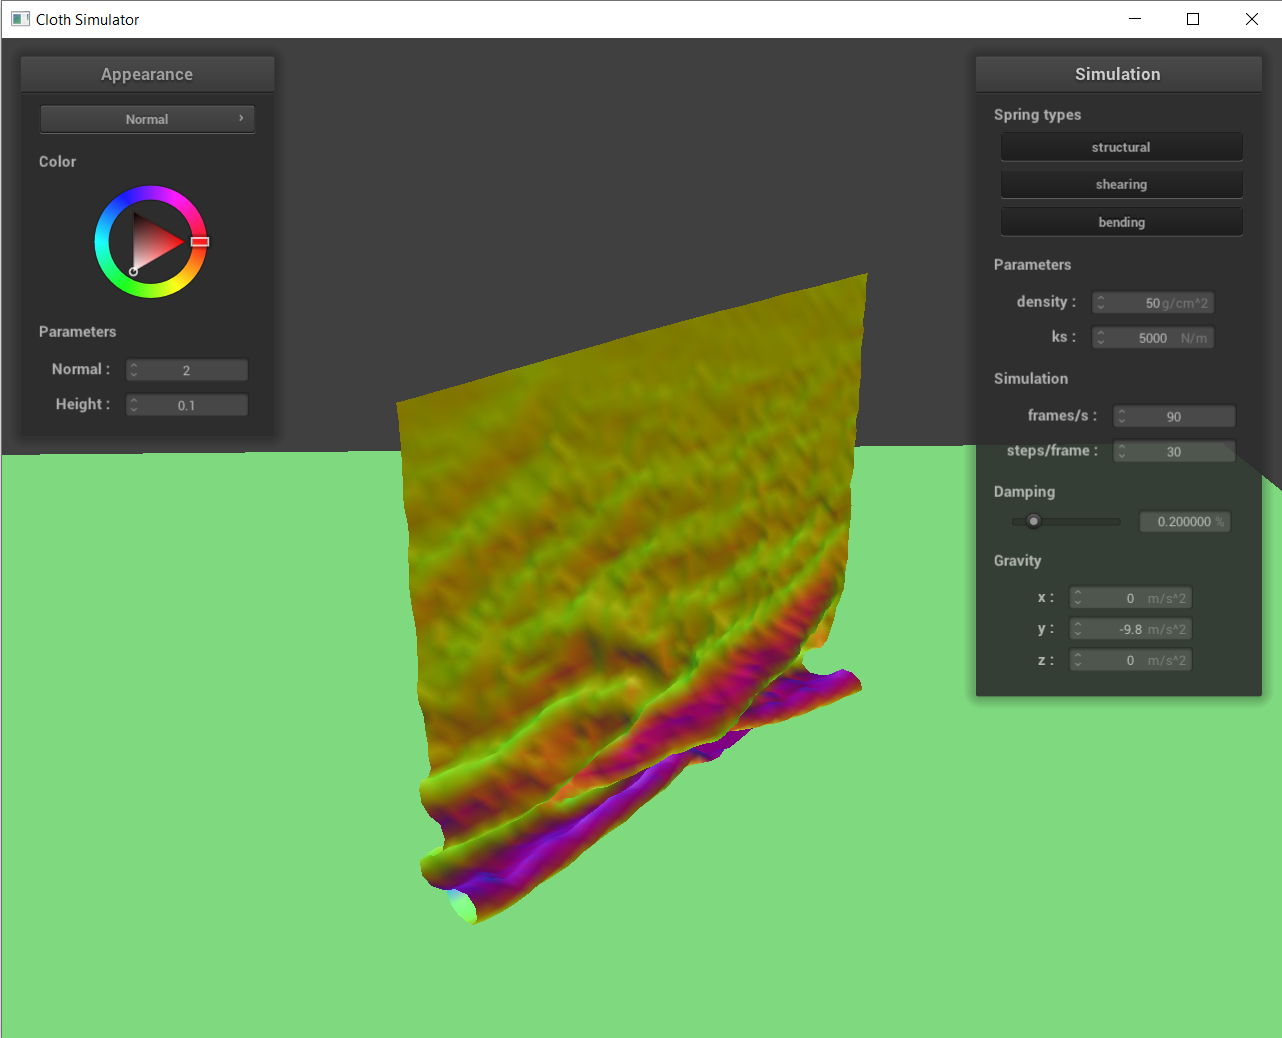 Cloth Simulator
Appearance
Normal
Color
Parameters
Normal : 2
Height : 0.1
Simulation
Spring types
structural
shearing
bending
Parameters
density : 50 g/cm^2
ks : 5000 N/m
Simulation
frames/s : 90
steps/frame : 30
Damping
0.200000 %
Gravity
x : 0 m/s^2
y : -9.8 m/s^2
z : 0 m/s^2